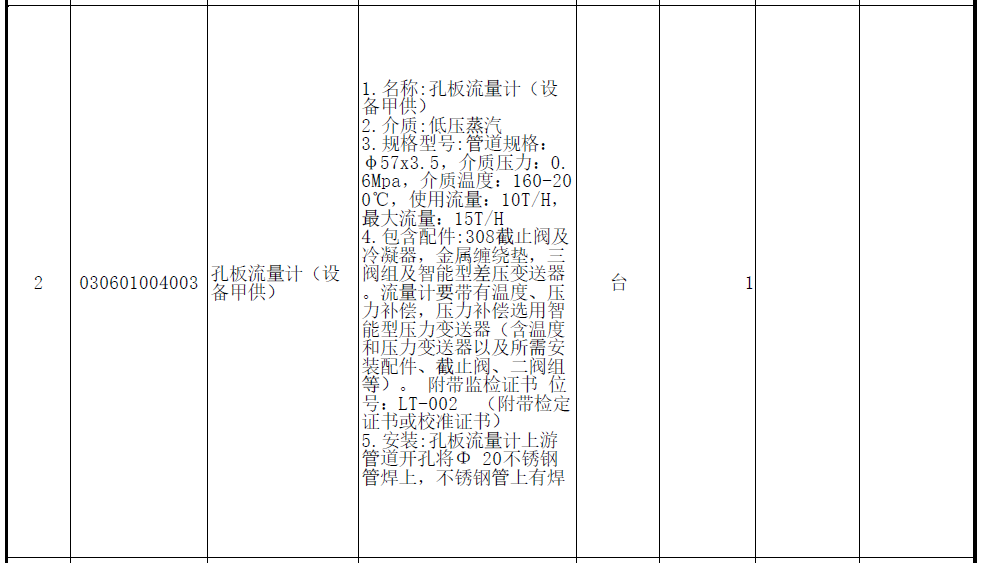 2
030601004003
孔板流量计（设
备甲供）
1.名称:孔板流量计（设
备甲供）
2.介质:低压蒸汽
3.规格型号:管道规格：
φ57x3.5，介质压力：0.
6Mpa，介质温度：160-20
0℃，使用流量：10T/H，
最大流量：15T/H
4.包含配件:308截止阀及
冷凝器，金属缠绕垫，三
阀组及智能型差压变送器
。流量计要带有温度、压
力补偿，压力补偿选用智
能型压力变送器（含温度
和压力变送器以及所需安
装配件、截止阀、二阀组
等）。 附带监检证书 位
号：LT-002 （附带检定
证书或校准证书）
5.安装:孔板流量计上游
管道开孔将Φ 20不锈钢
管焊上，不锈钢管上有焊
台
1